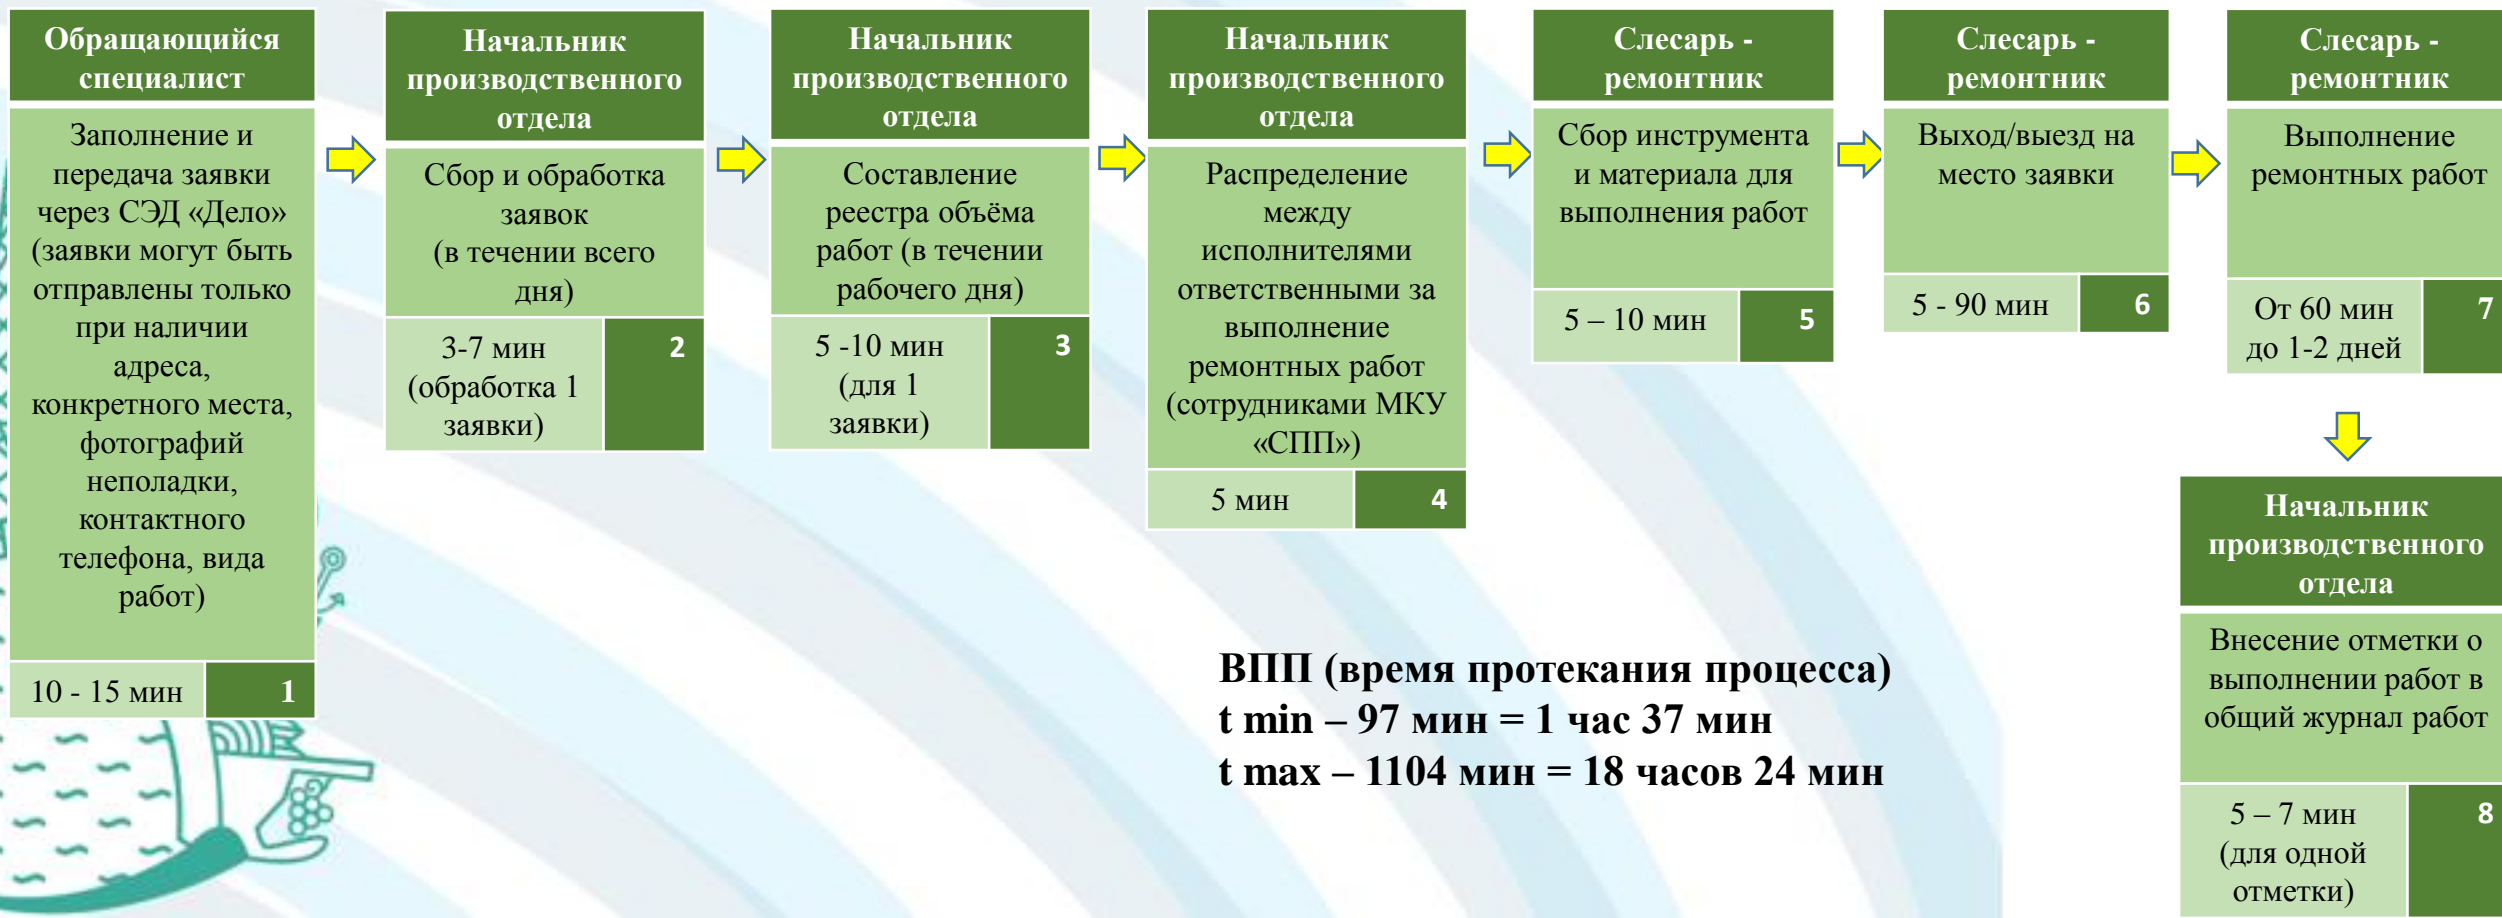 Обращающийся
специалист
Заполнение и
передача заявки
через СЭД «Дело»
(заявки могут быть
отправлены только
при наличии
адреса,
конкретного места,
фотографий
неполадки,
контактного
телефона, вида
работ)
10 - 15 мин
1
Начальник
производственного
отдела
Сбор и обработка
заявок
(в течении всего
дня)
3-7 мин
(обработка 1
заявки)
2
Начальник
производственного
отдела
Составление
реестра объёма
работ (в течении
рабочего дня)
5 -10 мин
(для 1
заявки)
3
Начальник
производственного
отдела
Распределение
между
исполнителями
ответственными за
выполнение
ремонтных работ
(сотрудниками МКУ
«СПП»)
5 мин
4
Слесарь -
ремонтник
Сбор инструмента
и материала для
выполнения работ
5 – 10 мин
5
Слесарь -
ремонтник
Выход/выезд на
место заявки
5 - 90 мин
6
Слесарь -
ремонтник
Выполнение
ремонтных работ
От 60 мин
до 1-2 дней
7
Начальник
производственного
отдела
Внесение отметки о
выполнении работ в
общий журнал работ
5 – 7 мин
(для одной
отметки)
8
ВПП (время протекания процесса)
t min – 97 мин = 1 час 37 мин
t max – 1104 мин = 18 часов 24 мин